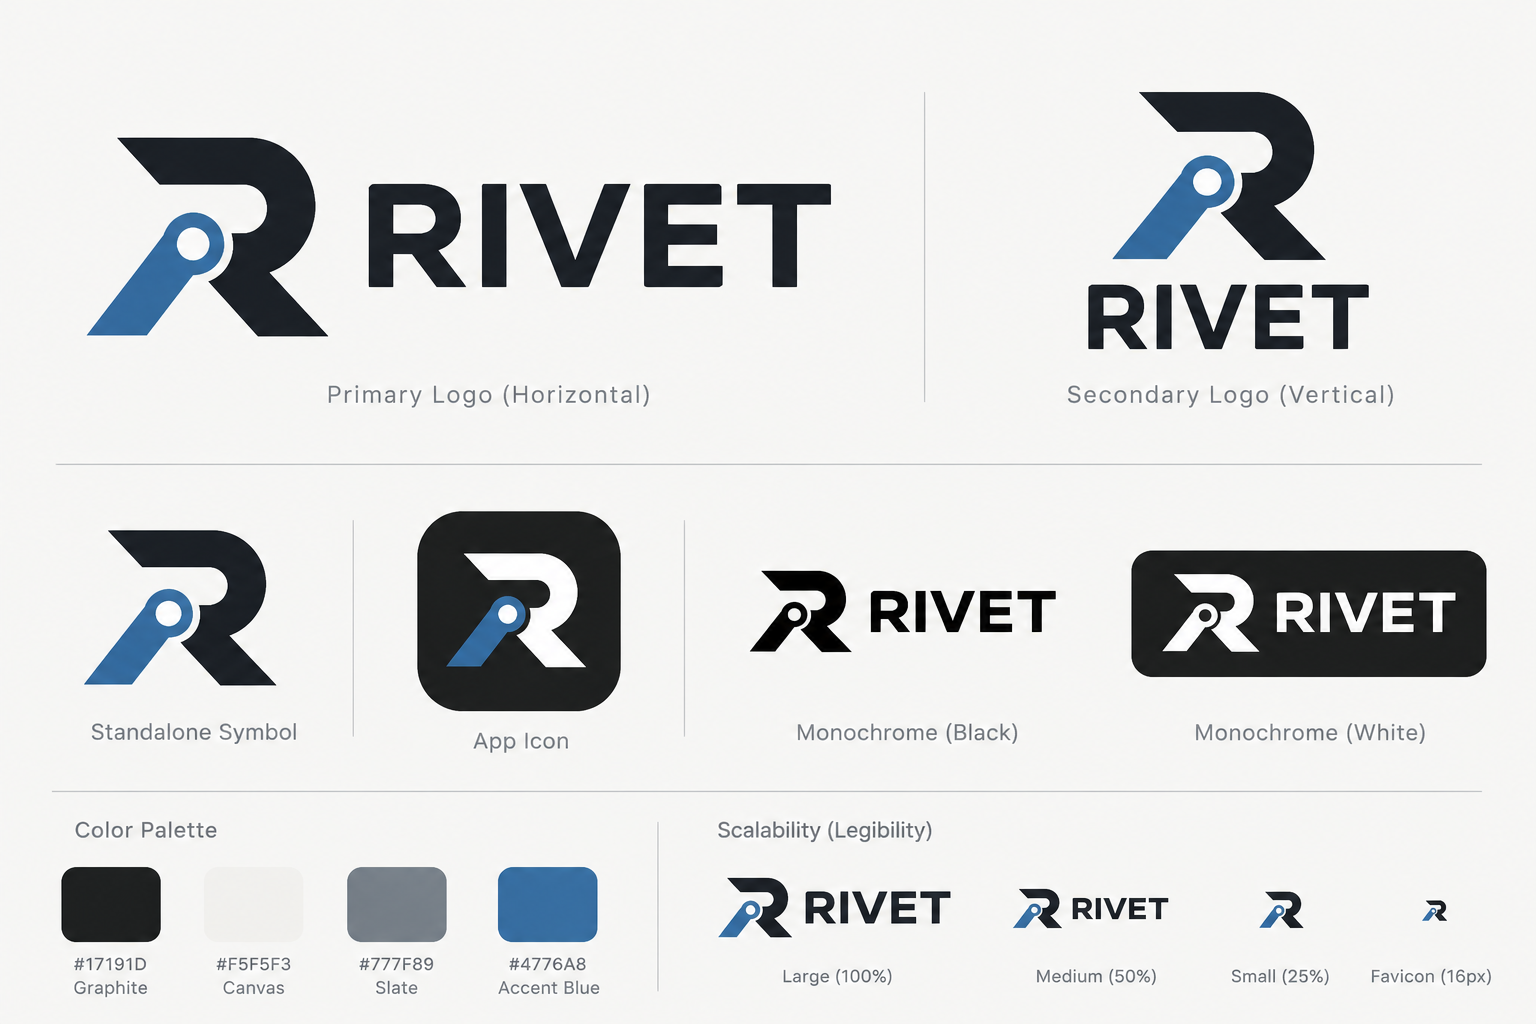 RIVET
Primary Logo (Horizontal)
RIVET
Secondary Logo (Vertical)
Standalone Symbol
App Icon
RIVET
Monochrome (Black)
RIVET
Monochrome (White)
Color Palette
#17191D
Graphite
#F5F5F3
Canvas
#777F89
Slate
#4776A8
Accent Blue
Scalability (Legibility)
RIVET
Large (100%)
RIVET
Medium (50%)
Small (25%)
Favicon (16px)